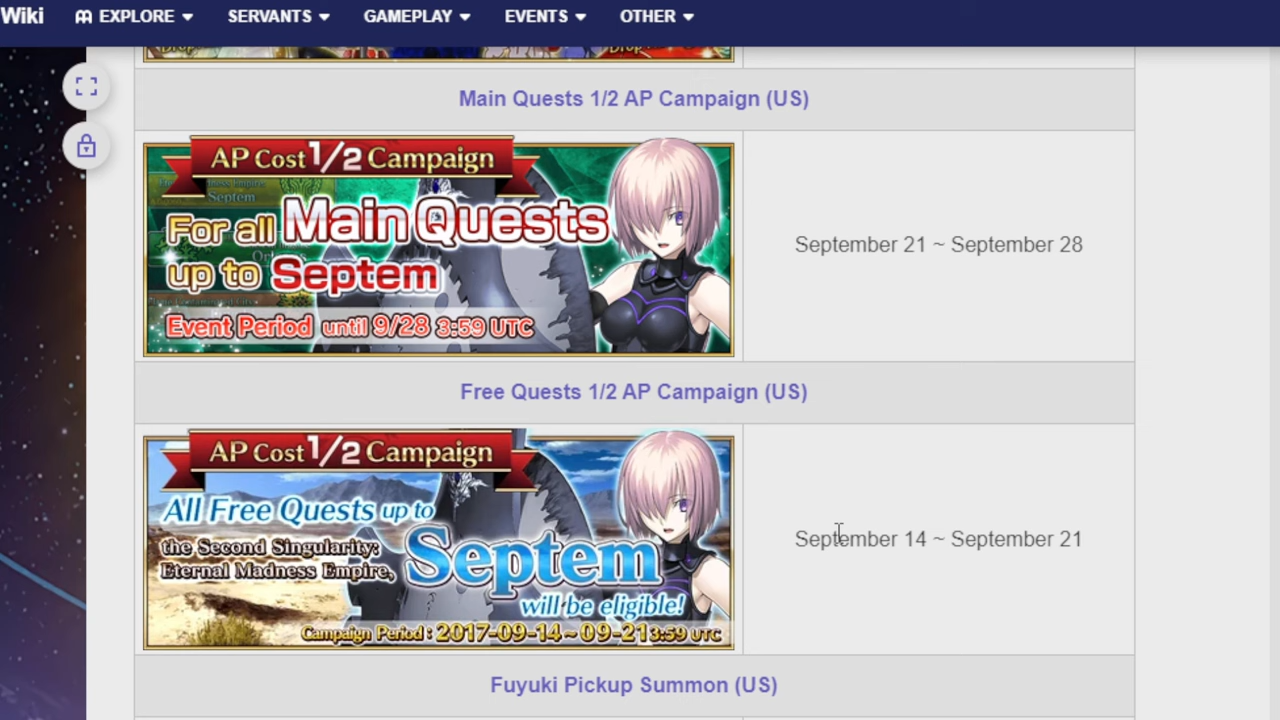 Wiki EXPLORE SERVANTS GAMEPLAY EVENTS OTHER
Drop Drop
Main Quests 1/2 AP Campaign (US)
AP Cost 1/2 Campaign
Septem
For all Main Quests
up to Septem
Event Period until 9/28 3:59 UTC
September 21 ~ September 28
Free Quests 1/2 AP Campaign (US)
AP Cost 1/2 Campaign
All Free Quests up to
the Second Singularity:
Eternal Madness Empire,
Septem
will be eligible!
Campaign Period : 2017-09-14~09-21 3:59 UTC
September 14 ~ September 21
Fuyuki Pickup Summon (US)